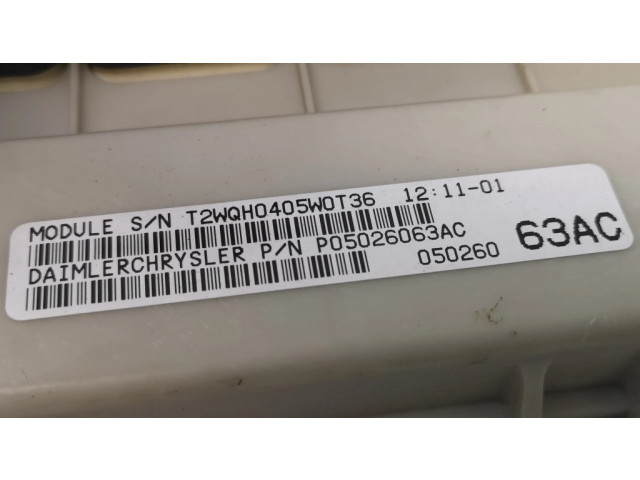 MODULE S/N T2WQH0405W0T36 12:11-01
DAIMLERCHRYSLER P/N P05026063AC
050260 63AC